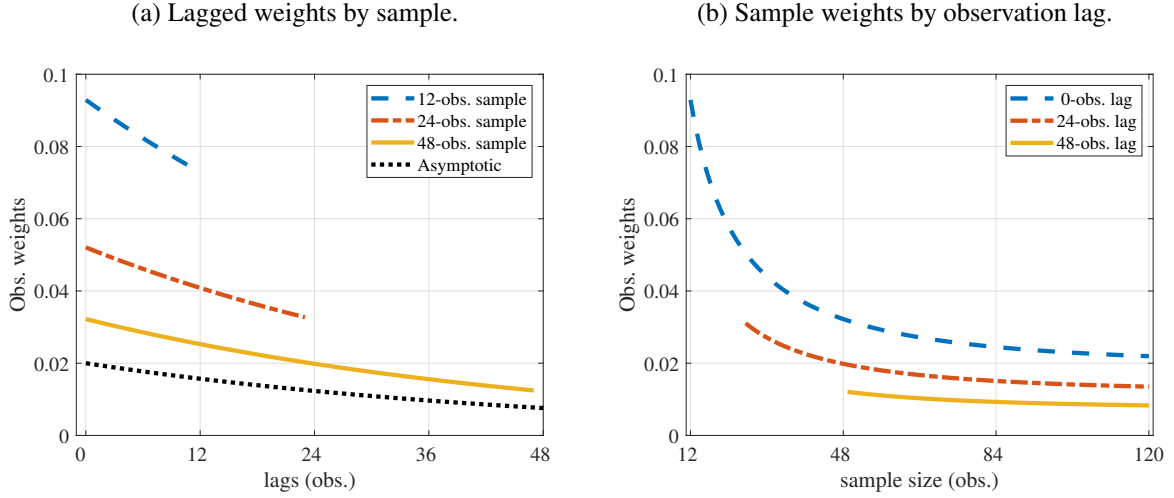 (a) Lagged weights by sample.
0.1
0.08
0.06
0.04
0.02
0
Obs. weights
12-obs. sample
24-obs. sample
48-obs. sample
Asymptotic
0 12 24 36 48
lags (obs.)
(b) Sample weights by observation lag.
0.1
0.08
0.06
0.04
0.02
0
Obs. weights
0-obs. lag
24-obs. lag
48-obs. lag
12 48 84 120
sample size (obs.)